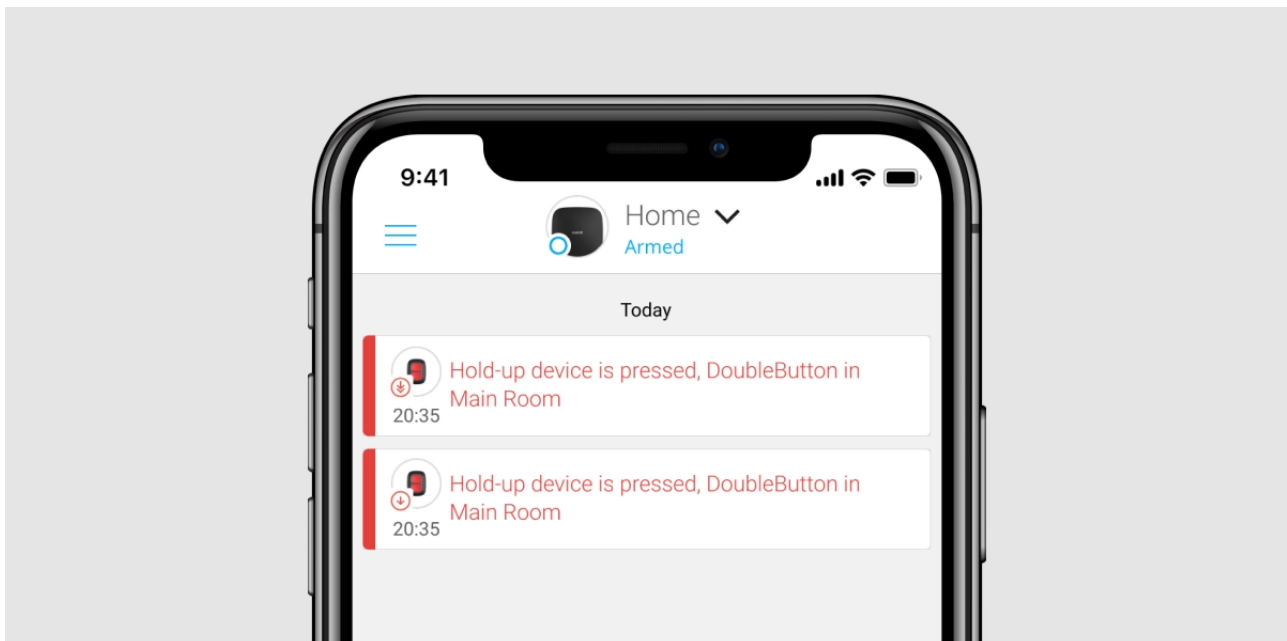 9:41
Home
Armed
Today
Hold-up device is pressed, DoubleButton in
Main Room
20:35
Hold-up device is pressed, DoubleButton in
Main Room
20:35